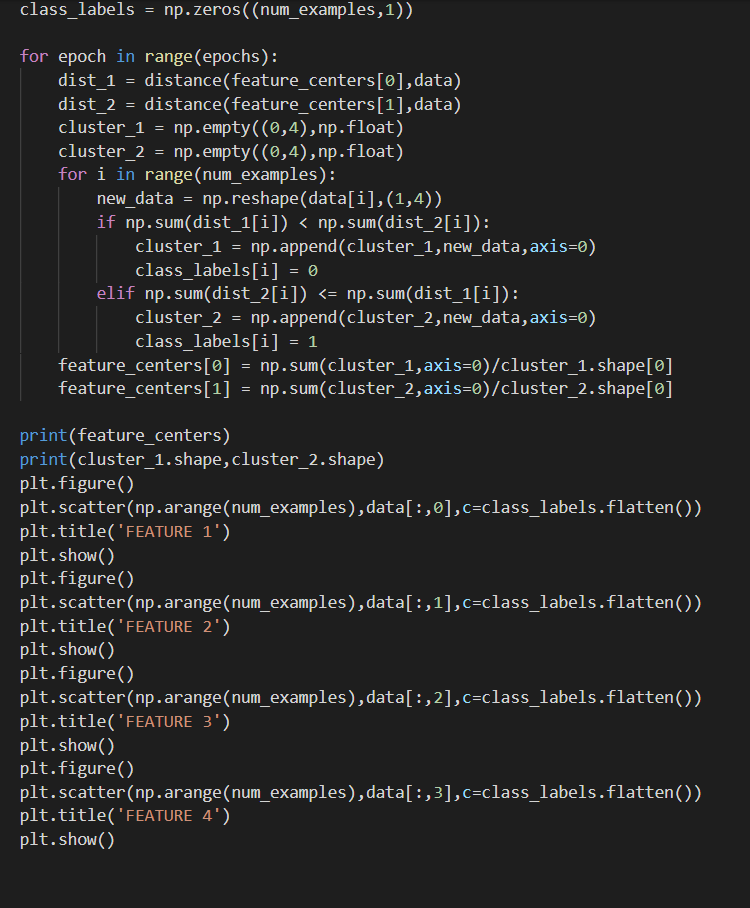 class_labels = np.zeros((num_examples,1))
for epoch in range(epochs):
    dist_1 = distance(feature_centers[0],data)
    dist_2 = distance(feature_centers[1],data)
    cluster_1 = np.empty((0,4),np.float)
    cluster_2 = np.empty((0,4),np.float)
    for i in range(num_examples):
        new_data = np.reshape(data[i],(1,4))
        if np.sum(dist_1[i]) < np.sum(dist_2[i]):
            cluster_1 = np.append(cluster_1,new_data,axis=0)
            class_labels[i] = 0
        elif np.sum(dist_2[i]) <= np.sum(dist_1[i]):
            cluster_2 = np.append(cluster_2,new_data,axis=0)
            class_labels[i] = 1
    feature_centers[0] = np.sum(cluster_1,axis=0)/cluster_1.shape[0]
    feature_centers[1] = np.sum(cluster_2,axis=0)/cluster_2.shape[0]
print(feature_centers)
print(cluster_1.shape,cluster_2.shape)
plt.figure()
plt.scatter(np.arange(num_examples),data[:,0],c=class_labels.flatten())
plt.title('FEATURE 1')
plt.show()
plt.figure()
plt.scatter(np.arange(num_examples),data[:,1],c=class_labels.flatten())
plt.title('FEATURE 2')
plt.show()
plt.figure()
plt.scatter(np.arange(num_examples),data[:,2],c=class_labels.flatten())
plt.title('FEATURE 3')
plt.show()
plt.figure()
plt.scatter(np.arange(num_examples),data[:,3],c=class_labels.flatten())
plt.title('FEATURE 4')
plt.show()